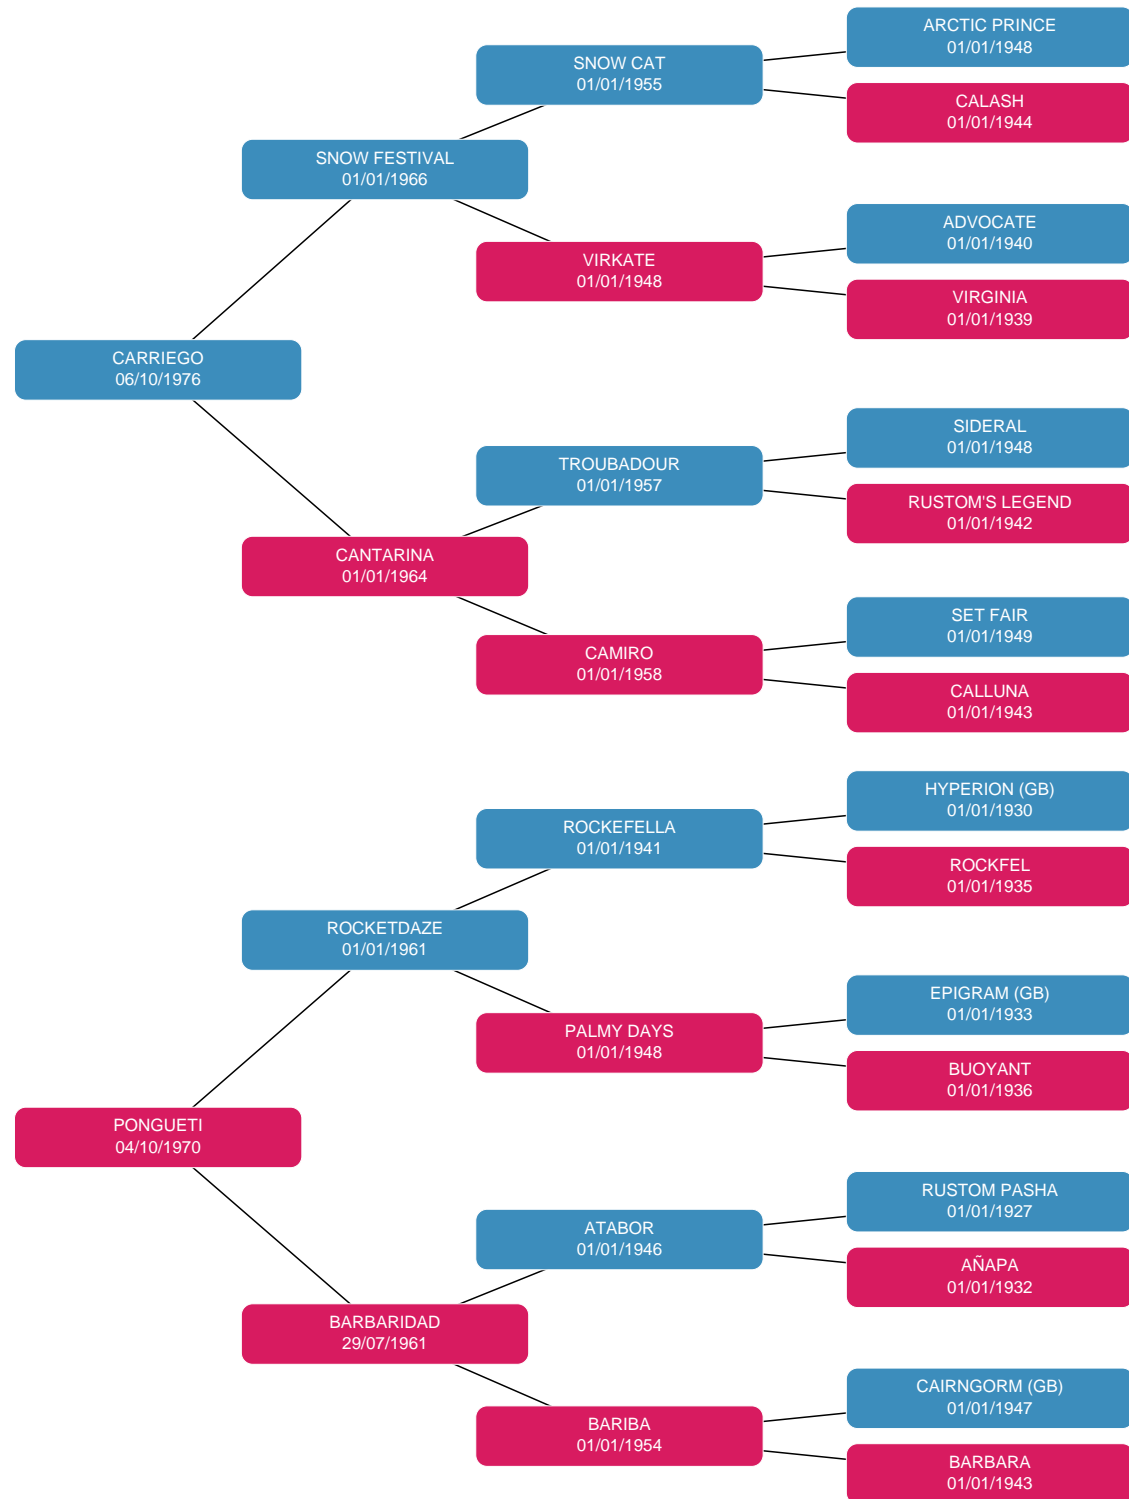 ARCTIC PRINCE
01/01/1948
SNOW CAT
01/01/1955
CALASH
01/01/1944
SNOW FESTIVAL
01/01/1966
ADVOCATE
01/01/1940
VIRKATE
01/01/1948
VIRGINIA
01/01/1939
CARRIEGO
06/10/1976
SIDERAL
01/01/1948
TROUBADOUR
01/01/1957
RUSTOM'S LEGEND
01/01/1942
CANTARINA
01/01/1964
SET FAIR
01/01/1949
CAMIRO
01/01/1958
CALLUNA
01/01/1943
HYPERION (GB)
01/01/1930
ROCKEFELLA
01/01/1941
ROCKFEL
01/01/1935
ROCKETDAZE
01/01/1961
EPIGRAM (GB)
01/01/1933
PALMY DAYS
01/01/1948
BUOYANT
01/01/1936
PONGUETI
04/10/1970
RUSTOM PASHA
01/01/1927
ATABOR
01/01/1946
AÑAPA
01/01/1932
BARBARIDAD
29/07/1961
CAIRNGORM (GB)
01/01/1947
BARIBA
01/01/1954
BARBARA
01/01/1943